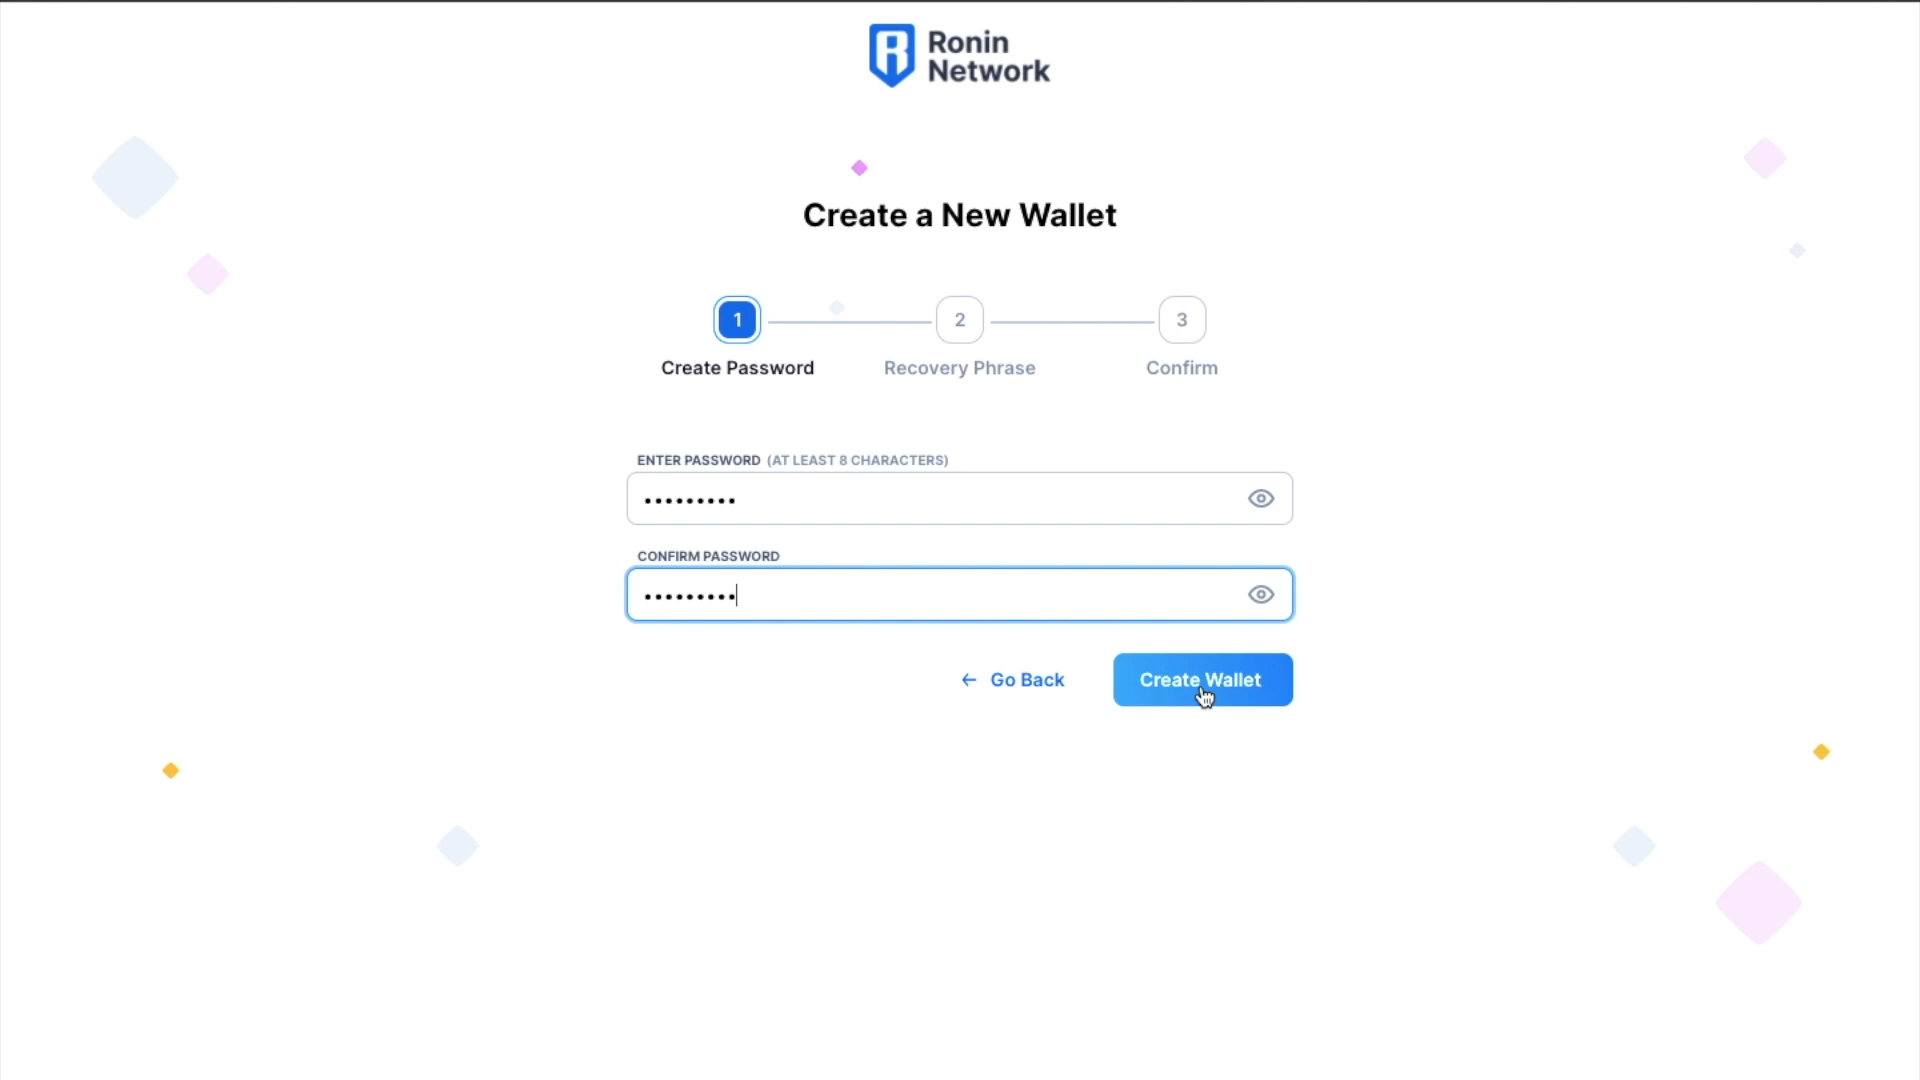 Ronin
Network
Create a New Wallet
1
2
3
Create Password
Recovery Phrase
Confirm
ENTER PASSWORD (AT LEAST 8 CHARACTERS)
•••••••••
CONFIRM PASSWORD
•••••••••
← Go Back
Create Wallet